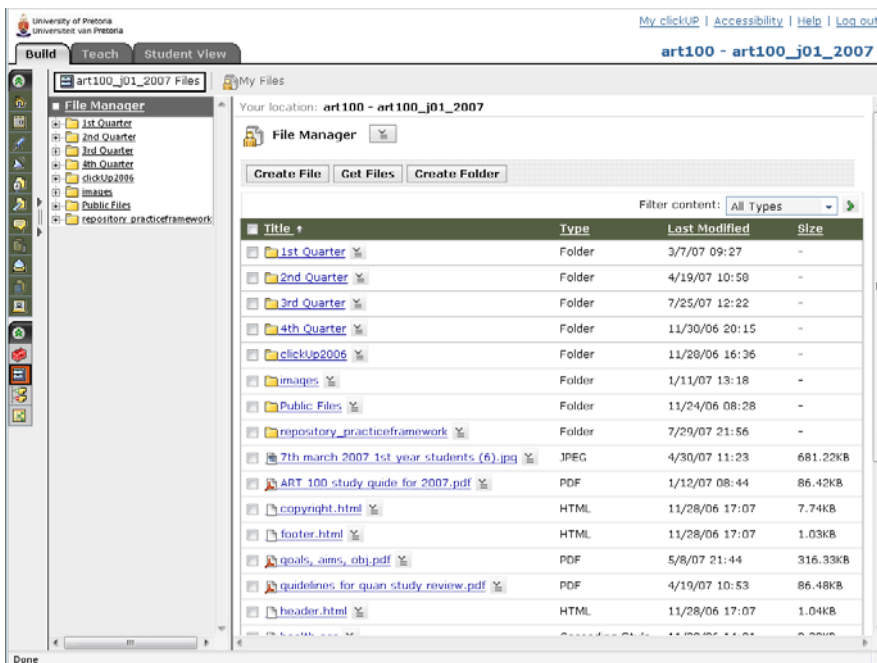 University of Pretoria
Universiteit van Pretoria
My clickUP | Accessibility | Help | Log out
Build Teach Student View
art100 - art100_j01_2007
art100_j01_2007 Files My Files
File Manager
1st Quarter
2nd Quarter
3rd Quarter
4th Quarter
clickUp2006
images
Public Files
repository_practiceframework
Your location: art100 - art100_j01_2007
File Manager
Create File Get Files Create Folder
Filter content: All Types
Title Type Last Modified Size
1st Quarter Folder 3/7/07 09:27 -
2nd Quarter Folder 4/19/07 10:58 -
3rd Quarter Folder 7/25/07 12:22 -
4th Quarter Folder 11/30/06 20:15 -
clickUp2006 Folder 11/28/06 16:36 -
images Folder 1/11/07 13:18 -
Public Files Folder 11/24/06 08:28 -
repository_practiceframework Folder 7/29/07 21:56 -
7th march 2007 1st year students (6).jpg JPEG 4/30/07 11:23 681.22KB
ART 100 study guide for 2007.pdf PDF 1/12/07 08:44 86.42KB
copyright.html HTML 11/28/06 17:07 7.74KB
footer.html HTML 11/28/06 17:07 1.03KB
goals, aims, obj.pdf PDF 5/8/07 21:44 316.33KB
guidelines for quan study review.pdf PDF 4/19/07 10:53 86.48KB
header.html HTML 11/28/06 17:07 1.04KB
Done